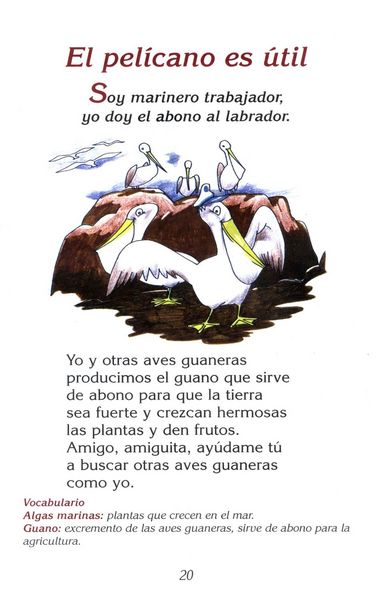 El pelícano es útil
Soy marinero trabajador,
yo doy el abono al labrador.
Yo y otras aves guaneras
producimos el guano que sirve
de abono para que la tierra
sea fuerte y crezcan hermosas
las plantas y den frutos.
Amigo, amiguita, ayúdame tú
a buscar otras aves guaneras
como yo.
Vocabulario
Algas marinas: plantas que crecen en el mar.
Guano: excremento de las aves guaneras, sirve de abono para la
agricultura.
20